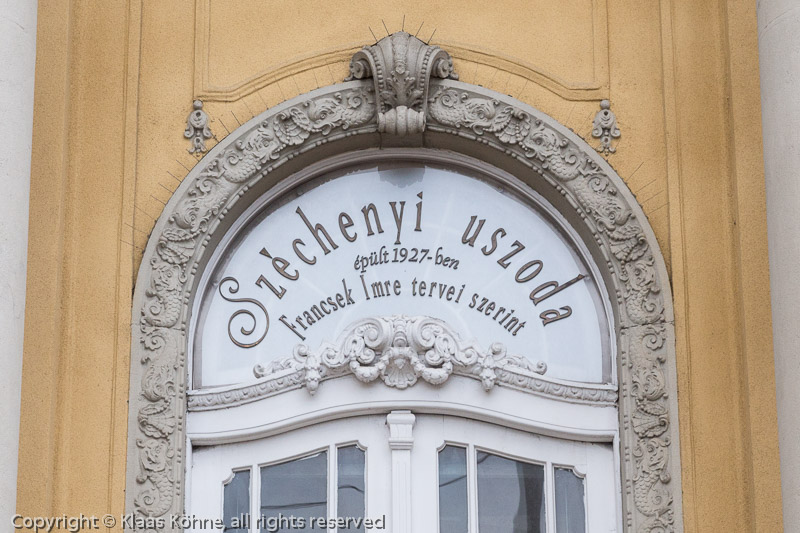 Szèchenyi uszoda
épült 1927-ben
Francsek Imre tervei szerint
Copyright © Klaas Köhne, all rights reserved